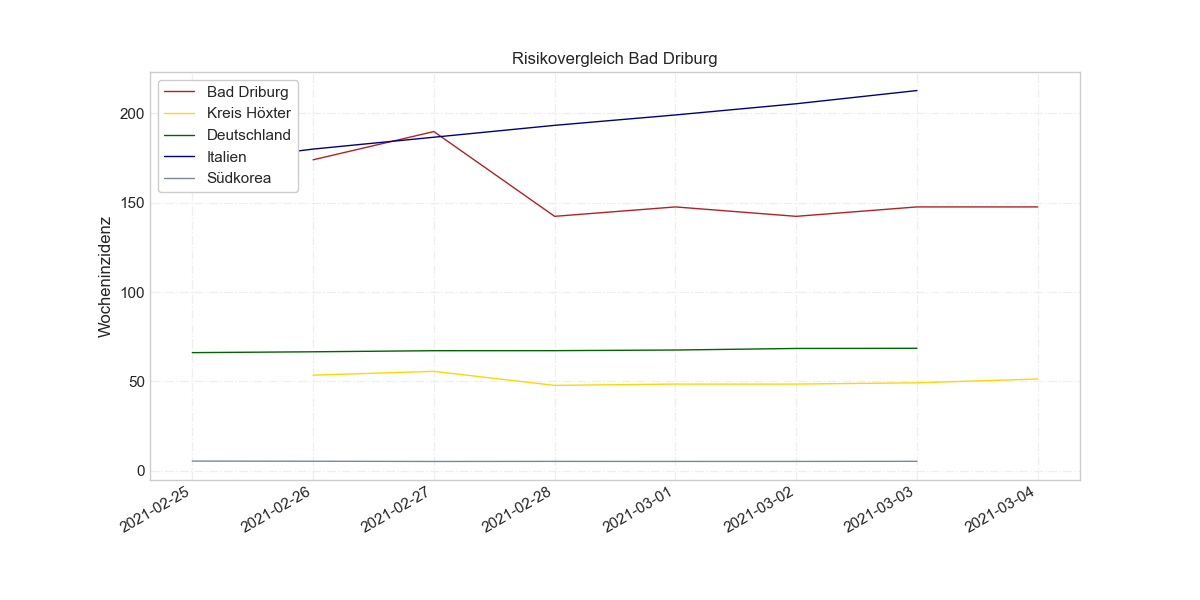 Risikovergleich Bad Driburg
Bad Driburg
Kreis Höxter
Deutschland
Italien
Südkorea
Wocheninzidenz
200
150
100
50
0
2021-02-25
2021-02-26
2021-02-27
2021-02-28
2021-03-01
2021-03-02
2021-03-03
2021-03-04